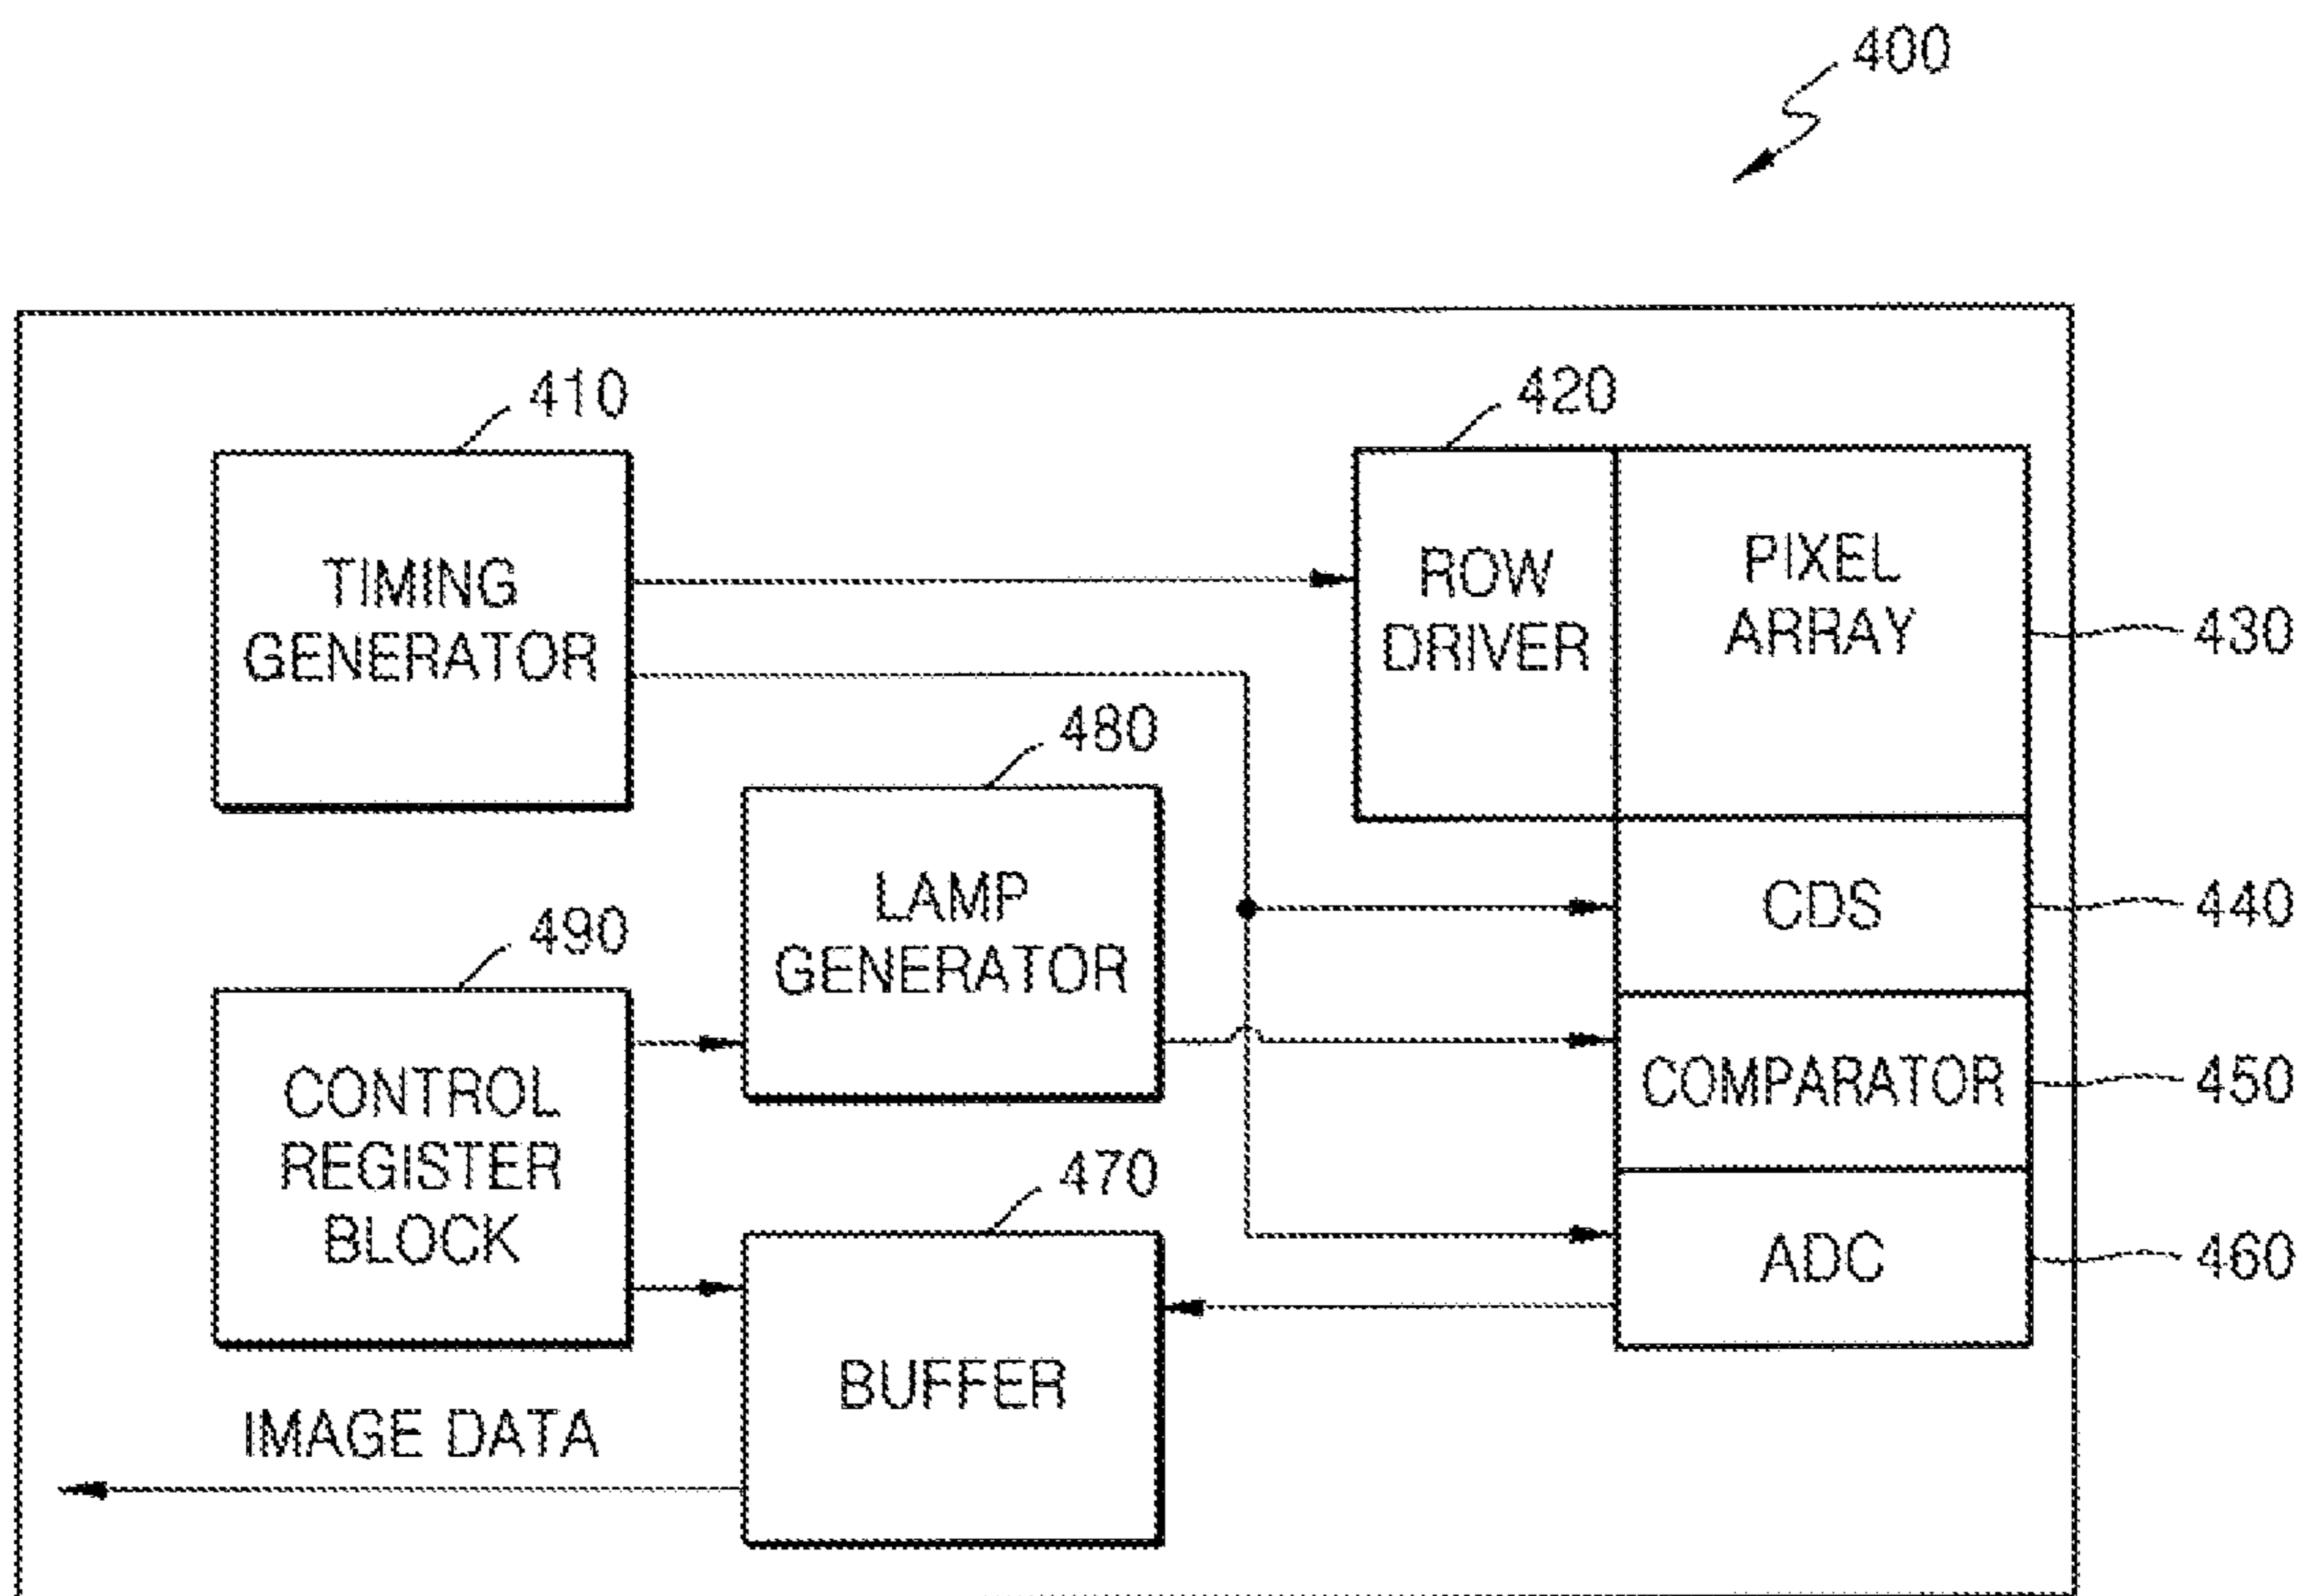 400
410
420
TIMING
GENERATOR
ROW
DRIVER
PIXEL
ARRAY
430
480
LAMP
GENERATOR
CDS
440
490
CONTROL
REGISTER
BLOCK
COMPARATOR
450
470
BUFFER
ADC
460
IMAGE DATA